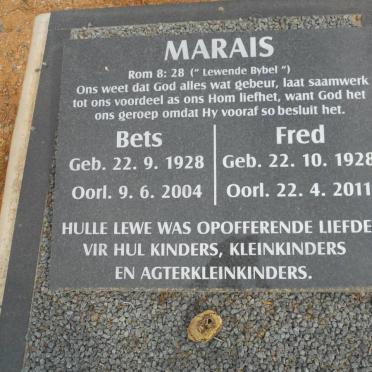 MARAIS
Rom 8: 28 (" Lewende Bybel ")
Ons weet dat God alles wat gebeur, laat saamwerk
tot ons voordeel as ons Hom liefhet, want God het
ons geroep omdat Hy vooraf so besluit het.
Bets
Geb. 22. 9. 1928
Oorl. 9. 6. 2004
Fred
Geb. 22. 10. 1928
Oorl. 22. 4. 2011
HULLE LEWE WAS OPOFFERENDE LIEFDE
VIR HUL KINDERS, KLEINKINDERS
EN AGTERKLEINKINDERS.